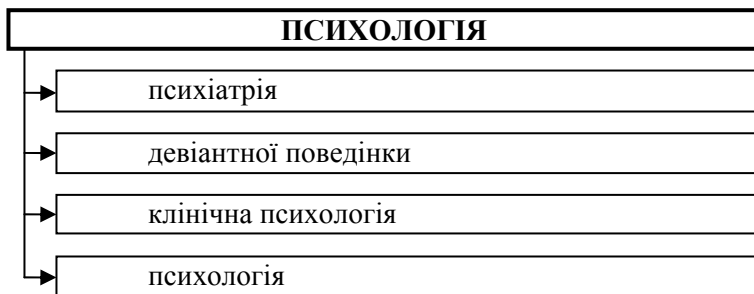 ПСИХОЛОГІЯ
психіатрія
девіантної поведінки
клінічна психологія
психологія